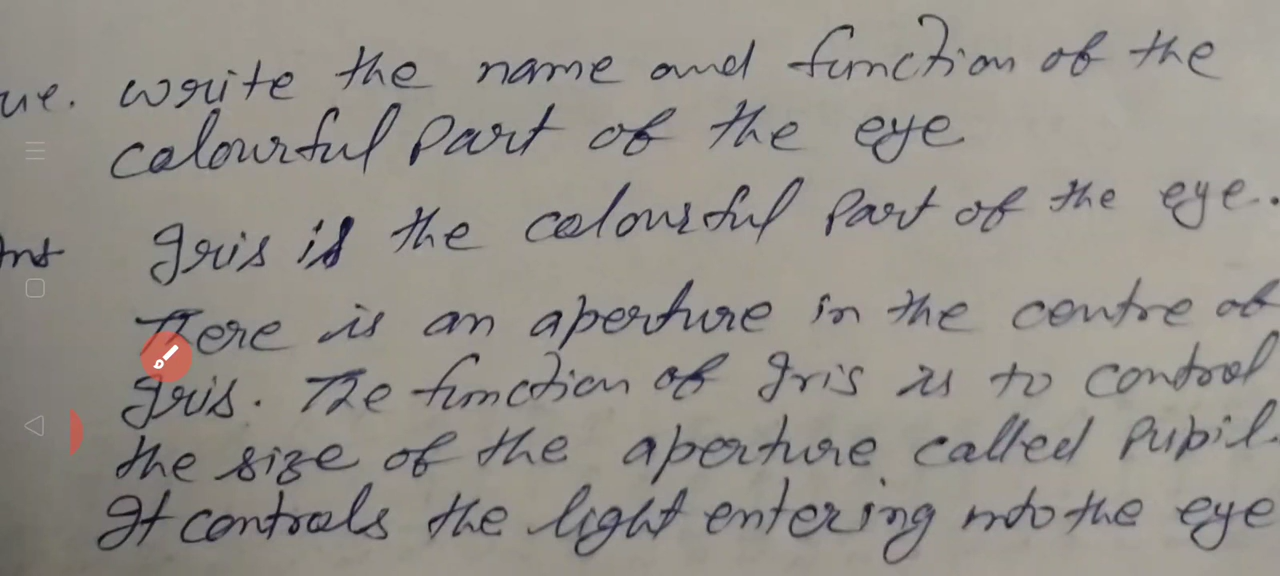 ue. write the name and function of the
colourful part of the eye
Ans Iris is the colourful part of the eye.
There is an aperture in the centre of
Iris. The function of Iris is to control
the size of the aperture called Pupil.
It controls the light entering into the eye